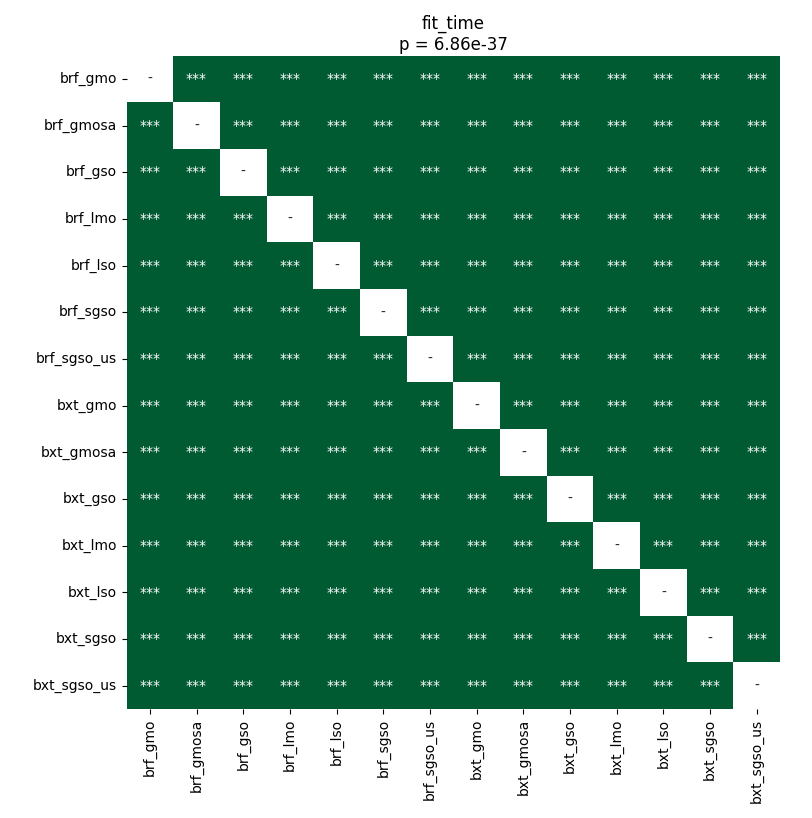 fit_time
p = 6.86e-37
brf_gmo - *** *** *** *** *** *** *** *** *** *** *** *** ***
brf_gmosa *** - *** *** *** *** *** *** *** *** *** *** *** ***
brf_gso *** *** - *** *** *** *** *** *** *** *** *** *** ***
brf_lmo *** *** *** - *** *** *** *** *** *** *** *** *** ***
brf_lso *** *** *** *** - *** *** *** *** *** *** *** *** ***
brf_sgso *** *** *** *** *** - *** *** *** *** *** *** *** ***
brf_sgso_us *** *** *** *** *** *** - *** *** *** *** *** *** ***
bxt_gmo *** *** *** *** *** *** *** - *** *** *** *** *** ***
bxt_gmosa *** *** *** *** *** *** *** *** - *** *** *** *** ***
bxt_gso *** *** *** *** *** *** *** *** *** - *** *** *** ***
bxt_lmo *** *** *** *** *** *** *** *** *** *** - *** *** ***
bxt_lso *** *** *** *** *** *** *** *** *** *** *** - *** ***
bxt_sgso *** *** *** *** *** *** *** *** *** *** *** *** - ***
bxt_sgso_us *** *** *** *** *** *** *** *** *** *** *** *** *** -
brf_gmo
brf_gmosa
brf_gso
brf_lmo
brf_lso
brf_sgso
brf_sgso_us
bxt_gmo
bxt_gmosa
bxt_gso
bxt_lmo
bxt_lso
bxt_sgso
bxt_sgso_us